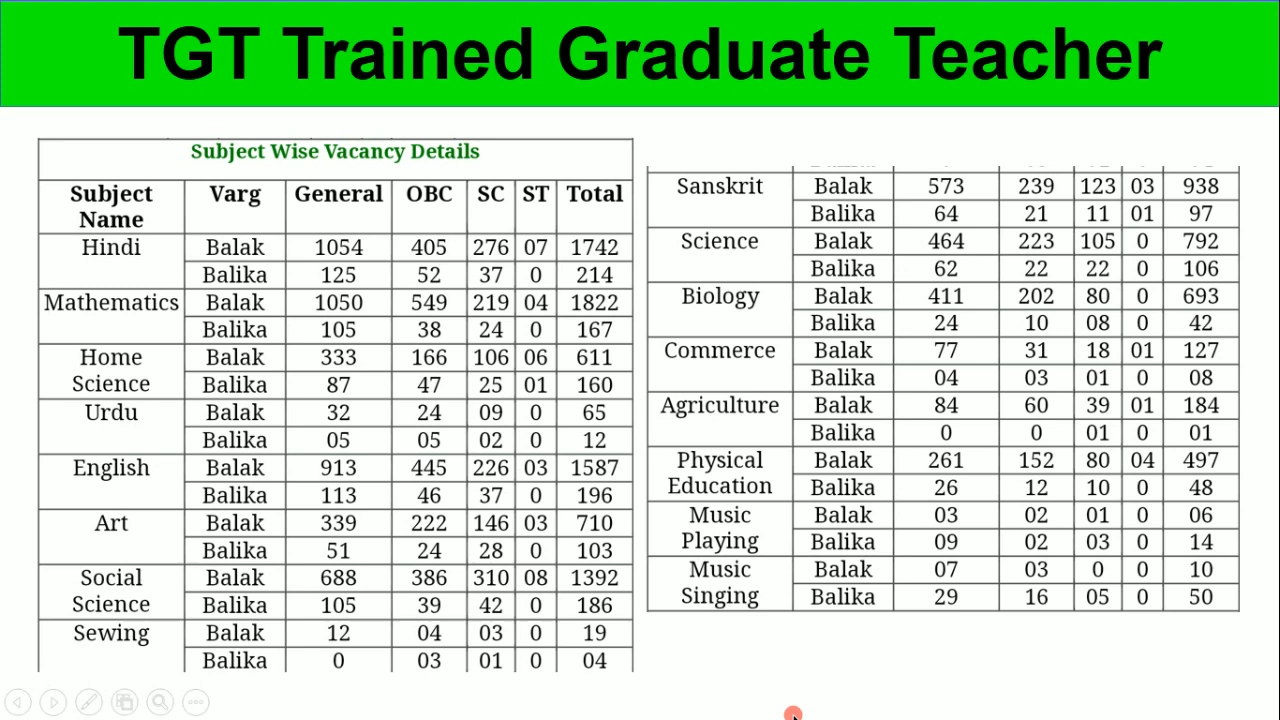 TGT Trained Graduate Teacher
Subject Wise Vacancy Details
Subject Name Varg General OBC SC ST Total
Hindi Balak 1054 405 276 07 1742
Balika 125 52 37 0 214
Mathematics Balak 1050 549 219 04 1822
Balika 105 38 24 0 167
Home Science Balak 333 166 106 06 611
Balika 87 47 25 01 160
Urdu Balak 32 24 09 0 65
Balika 05 05 02 0 12
English Balak 913 445 226 03 1587
Balika 113 46 37 0 196
Art Balak 339 222 146 03 710
Balika 51 24 28 0 103
Social Science Balak 688 386 310 08 1392
Balika 105 39 42 0 186
Sewing Balak 12 04 03 0 19
Balika 0 03 01 0 04
Sanskrit Balak 573 239 123 03 938
Balika 64 21 11 01 97
Science Balak 464 223 105 0 792
Balika 62 22 22 0 106
Biology Balak 411 202 80 0 693
Balika 24 10 08 0 42
Commerce Balak 77 31 18 01 127
Balika 04 03 01 0 08
Agriculture Balak 84 60 39 01 184
Balika 0 0 01 0 01
Physical Education Balak 261 152 80 04 497
Balika 26 12 10 0 48
Music Playing Balak 03 02 01 0 06
Balika 09 02 03 0 14
Music Singing Balak 07 03 0 0 10
Balika 29 16 05 0 50